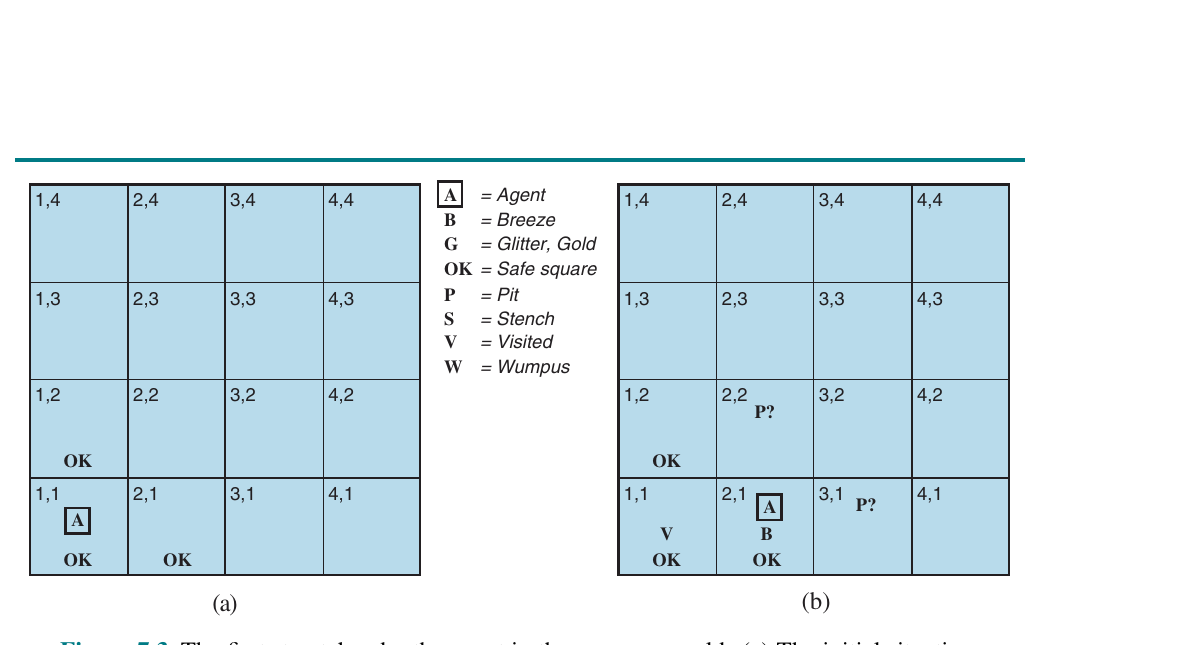 1,4 2,4 3,4 4,4
1,3 2,3 3,3 4,3
1,2 2,2 3,2 4,2
OK
1,1 2,1 3,1 4,1
A
OK OK
(a)
A = Agent
B = Breeze
G = Glitter, Gold
OK = Safe square
P = Pit
S = Stench
V = Visited
W = Wumpus
1,4 2,4 3,4 4,4
1,3 2,3 3,3 4,3
1,2 2,2 3,2 4,2
P?
OK
1,1 2,1 A 3,1 P? 4,1
V B
OK OK
(b)